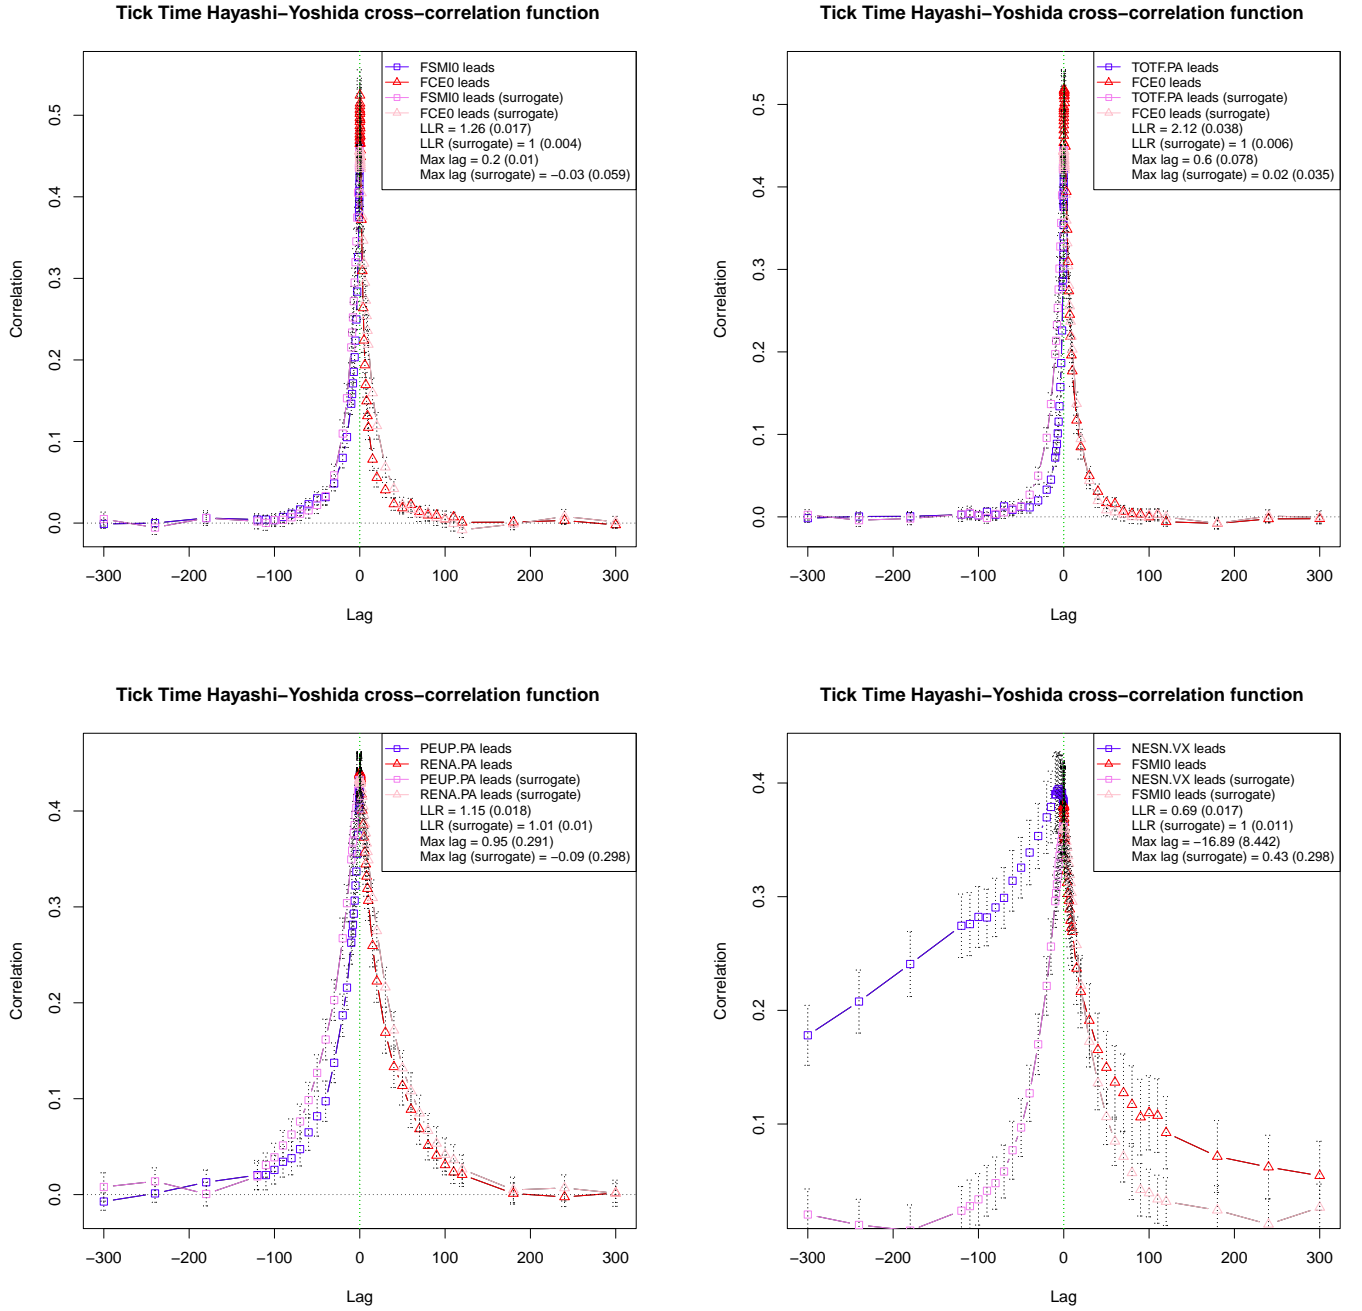 Tick Time Hayashi−Yoshida cross−correlation function
FSMI0 leads
FCE0 leads
FSMI0 leads (surrogate)
FCE0 leads (surrogate)
LLR = 1.26 (0.017)
LLR (surrogate) = 1 (0.004)
Max lag = 0.2 (0.01)
Max lag (surrogate) = −0.03 (0.059)
Correlation
0.5
0.4
0.3
0.2
0.1
0.0
−300 −200 −100 0 100 200 300
Lag
Tick Time Hayashi−Yoshida cross−correlation function
TOTF.PA leads
FCE0 leads
TOTF.PA leads (surrogate)
FCE0 leads (surrogate)
LLR = 2.12 (0.038)
LLR (surrogate) = 1 (0.006)
Max lag = 0.6 (0.078)
Max lag (surrogate) = 0.02 (0.035)
Correlation
0.5
0.4
0.3
0.2
0.1
0.0
−300 −200 −100 0 100 200 300
Lag
Tick Time Hayashi−Yoshida cross−correlation function
PEUP.PA leads
RENA.PA leads
PEUP.PA leads (surrogate)
RENA.PA leads (surrogate)
LLR = 1.15 (0.018)
LLR (surrogate) = 1.01 (0.01)
Max lag = 0.95 (0.291)
Max lag (surrogate) = −0.09 (0.298)
Correlation
0.4
0.3
0.2
0.1
0.0
−300 −200 −100 0 100 200 300
Lag
Tick Time Hayashi−Yoshida cross−correlation function
NESN.VX leads
FSMI0 leads
NESN.VX leads (surrogate)
FSMI0 leads (surrogate)
LLR = 0.69 (0.017)
LLR (surrogate) = 1 (0.011)
Max lag = −16.89 (8.442)
Max lag (surrogate) = 0.43 (0.298)
Correlation
0.4
0.3
0.2
0.1
−300 −200 −100 0 100 200 300
Lag